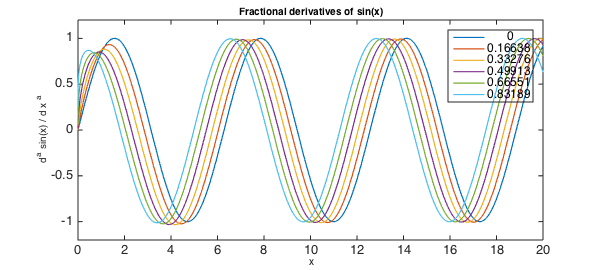 Fractional derivatives of sin(x)
d^a sin(x) / d x^a
1
0.5
0
-0.5
-1
0
0.16638
0.33276
0.49913
0.66551
0.83189
0 2 4 6 8 10 12 14 16 18 20
x